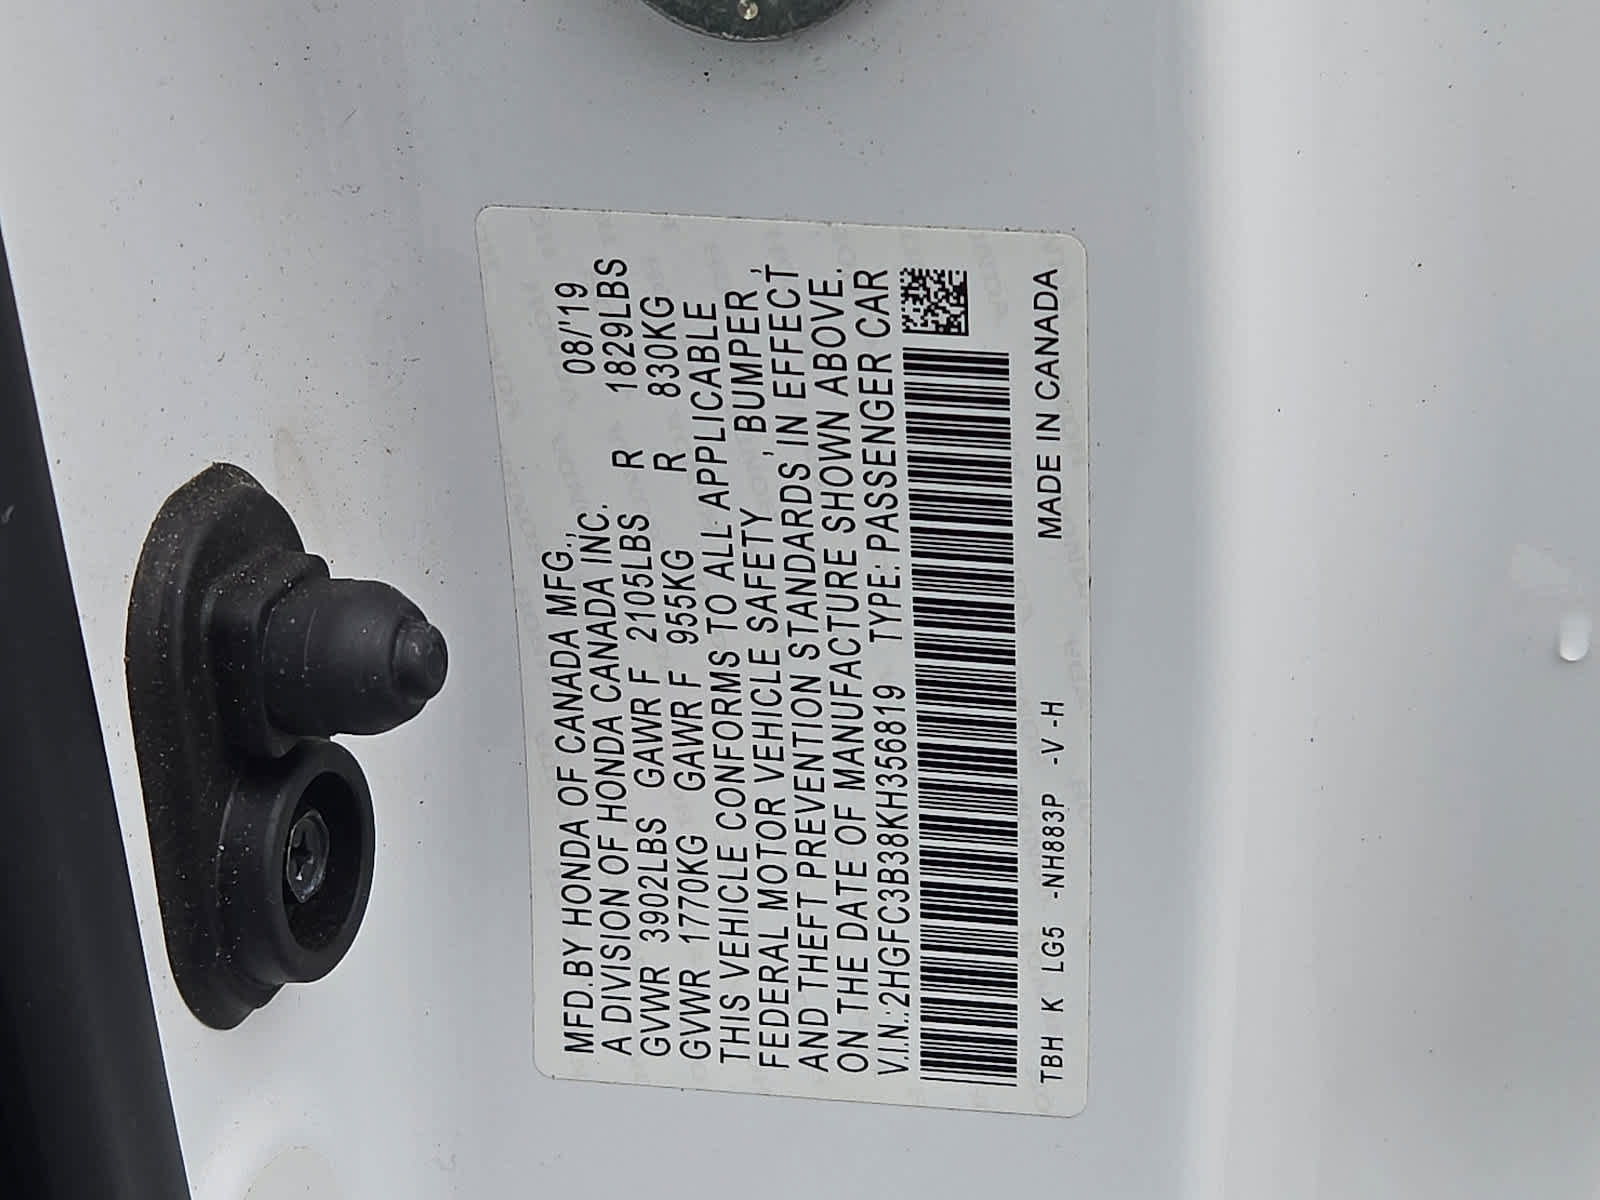 MFD.BY HONDA OF CANADA MFG., 08/'19
A DIVISION OF HONDA CANADA INC.
GVWR 3902LBS GAWR F 2105LBS R 1829LBS
GVWR 1770KG GAWR F 955KG R 830KG
THIS VEHICLE CONFORMS TO ALL APPLICABLE
FEDERAL MOTOR VEHICLE SAFETY , BUMPER ,
AND THEFT PREVENTION STANDARDS IN EFFECT
ON THE DATE OF MANUFACTURE SHOWN ABOVE.
V.I.N.:2HGFC3B38KH356819 TYPE: PASSENGER CAR
TBH K LG5 -NH883P -V -H MADE IN CANADA